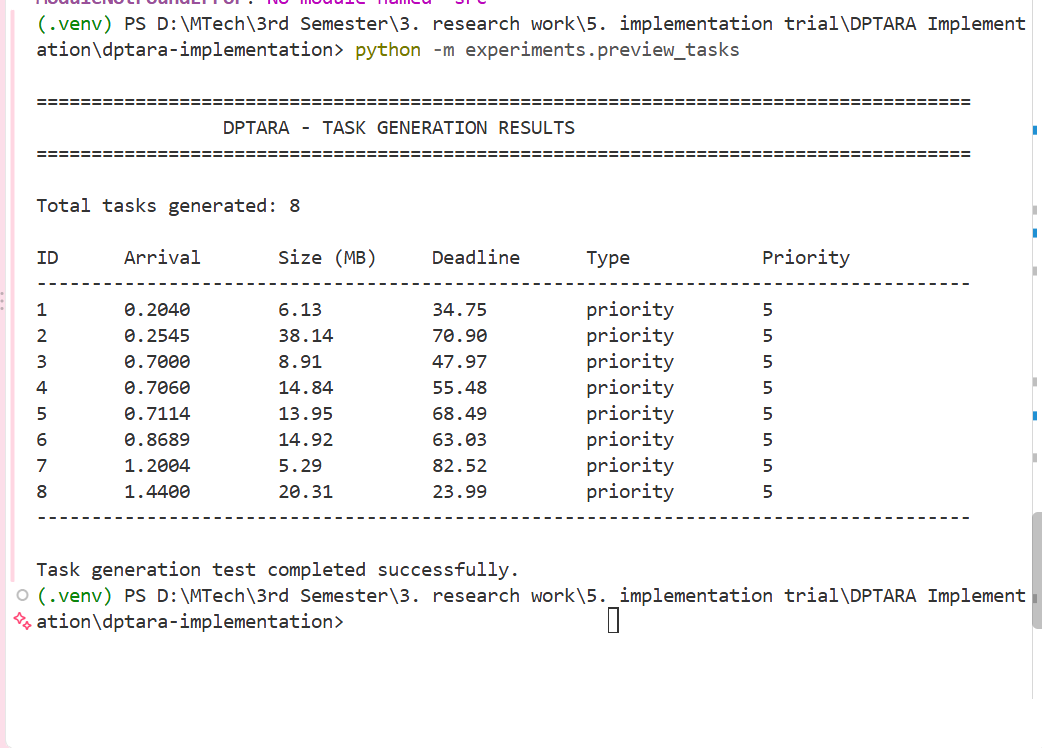 ModuleNotFoundError: No module named 'src'
(.venv) PS D:\MTech\3rd Semester\3. research work\5. implementation trial\DPTARA Implement
ation\dptara-implementation> python -m experiments.preview_tasks
=====================================================================================
DPTARA - TASK GENERATION RESULTS
=====================================================================================
Total tasks generated: 8
ID Arrival Size (MB) Deadline Type Priority
-------------------------------------------------------------------------------------
1 0.2040 6.13 34.75 priority 5
2 0.2545 38.14 70.90 priority 5
3 0.7000 8.91 47.97 priority 5
4 0.7060 14.84 55.48 priority 5
5 0.7114 13.95 68.49 priority 5
6 0.8689 14.92 63.03 priority 5
7 1.2004 5.29 82.52 priority 5
8 1.4400 20.31 23.99 priority 5
-------------------------------------------------------------------------------------
Task generation test completed successfully.
(.venv) PS D:\MTech\3rd Semester\3. research work\5. implementation trial\DPTARA Implement
ation\dptara-implementation>